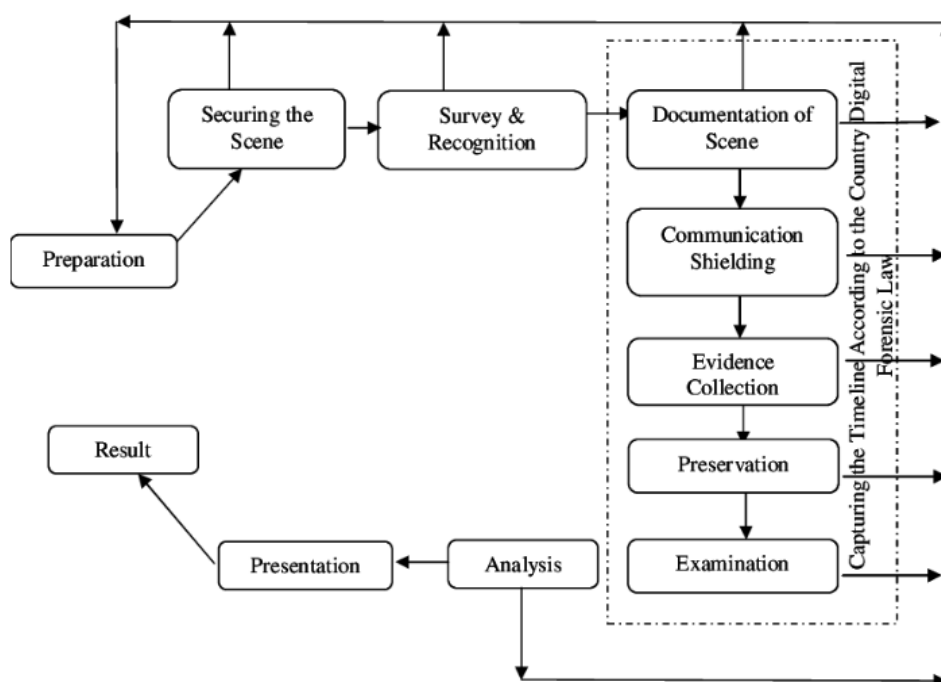 Securing the
Scene
Survey &
Recognition
Documentation of
Scene
Preparation
Communication
Shielding
Evidence
Collection
Result
Preservation
Presentation
Analysis
Examination
Capturing the Timeline According to the Country Digital
Forensic Law